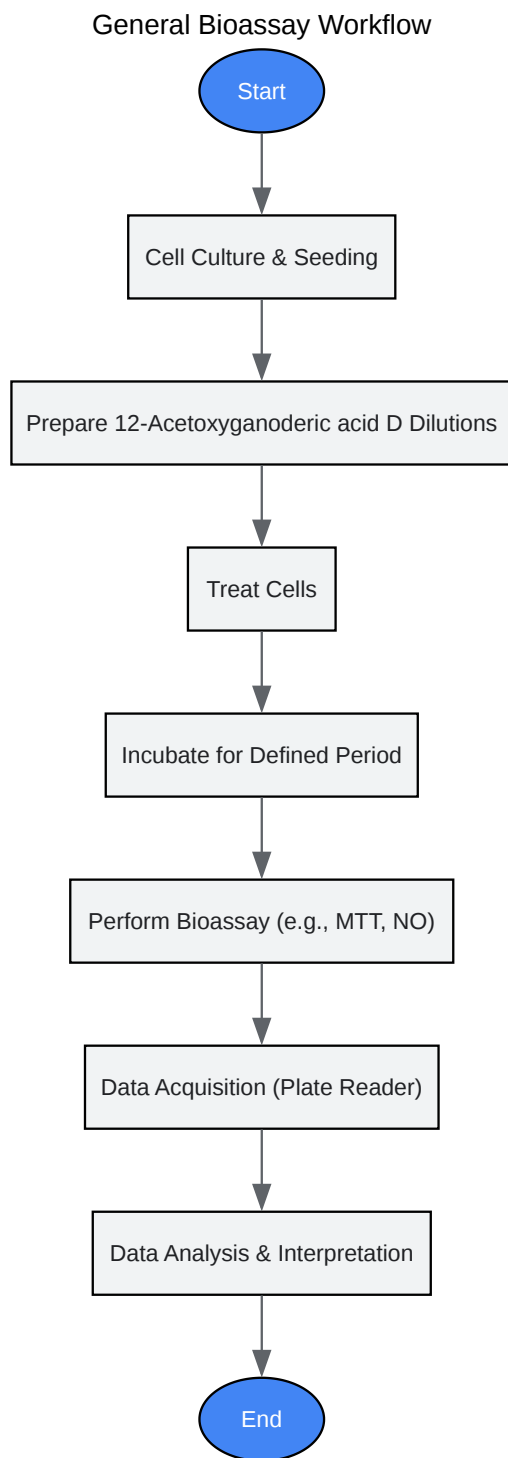 General Bioassay Workflow
Start
Cell Culture & Seeding
Prepare 12-Acetoxyganoderic acid D Dilutions
Treat Cells
Incubate for Defined Period
Perform Bioassay (e.g., MTT, NO)
Data Acquisition (Plate Reader)
Data Analysis & Interpretation
End